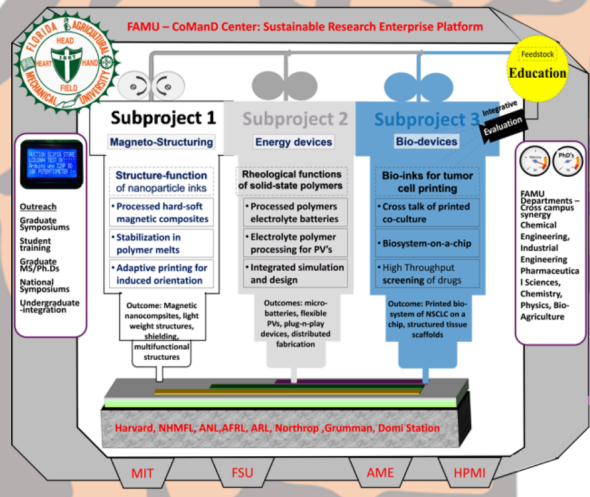 FAMU – CoManD Center: Sustainable Research Enterprise Platform
FLORIDA AGRICULTURAL
MECHANICAL UNIVERSITY
HEAD
HEART
1887
HAND
FIELD
Feedstock
Education
Integrative
Evaluation
Subproject 1
Magneto-Structuring
Structure-function
of nanoparticle inks
• Processed hard-soft
magnetic composites
• Stabilization in
polymer melts
• Adaptive printing for
induced orientation
Outcome: Magnetic
nanocompsites, light
weight structures,
shielding,
multifunctional
structures
Subproject 2
Energy devices
Rheological functions
of solid-state polymers
• Processed polymers
electrolyte batteries
• Electrolyte polymer
processing for PV's
• Integrated simulation
and design
Outcomes: micro-
batteries, flexible
PVs, plug-n-play
devices, distributed
fabrication
Subproject 3
Bio-devices
Bio-inks for tumor
cell printing
• Cross talk of printed
co-culture
• Biosystem-on-a-chip
• High Throughput
screening of drugs
Outcome: Printed bio-
system of NSCLC on a
chip, structured tissue
scaffolds
Outreach
Graduate
Symposiums
Student
training
Graduate
MS/Ph.Ds
National
Symposiums
Undergraduate
-integration
PhD's
FAMU
Departments –
Cross campus
synergy
Chemical
Engineering,
Industrial
Engineering
Pharmaceutica
l Sciences,
Chemistry,
Physics, Bio-
Agriculture
Harvard, NHMFL, ANL,AFRL, ARL, Northrop ,Grumman, Domi Station
MIT
FSU
AME
HPMI